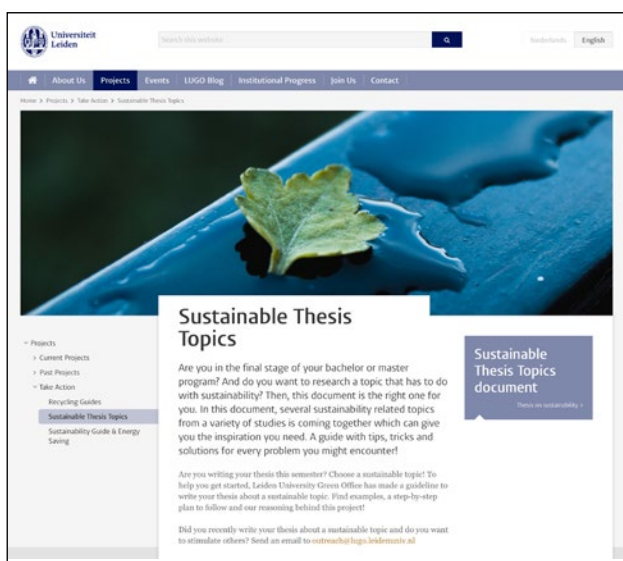 Universiteit
Leiden
Search this website
Nederlands
English
About Us
Projects
Events
LUGO Blog
Institutional Progress
Join Us
Contact
Home > Projects > Take Action > Sustainable Thesis Topics
Projects
Current Projects
Past Projects
Take Action
Recycling Guides
Sustainable Thesis Topics
Sustainability Guide & Energy
Saving
Sustainable Thesis
Topics
Are you in the final stage of your bachelor or master
program? And do you want to research a topic that has to do
with sustainability? Then, this document is the right one for
you. In this document, several sustainability related topics
from a variety of studies is coming together which can give
you the inspiration you need. A guide with tips, tricks and
solutions for every problem you might encounter!
Are you writing your thesis this semester? Choose a sustainable topic! To
help you get started, Leiden University Green Office has made a guideline to
write your thesis about a sustainable topic. Find examples, a step-by-step
plan to follow and our reasoning behind this project!
Did you recently write your thesis about a sustainable topic and do you want
to stimulate others? Send an email to outreach@lugo.leidenuniv.nl
Sustainable
Thesis Topics
document
Thesis on sustainability >